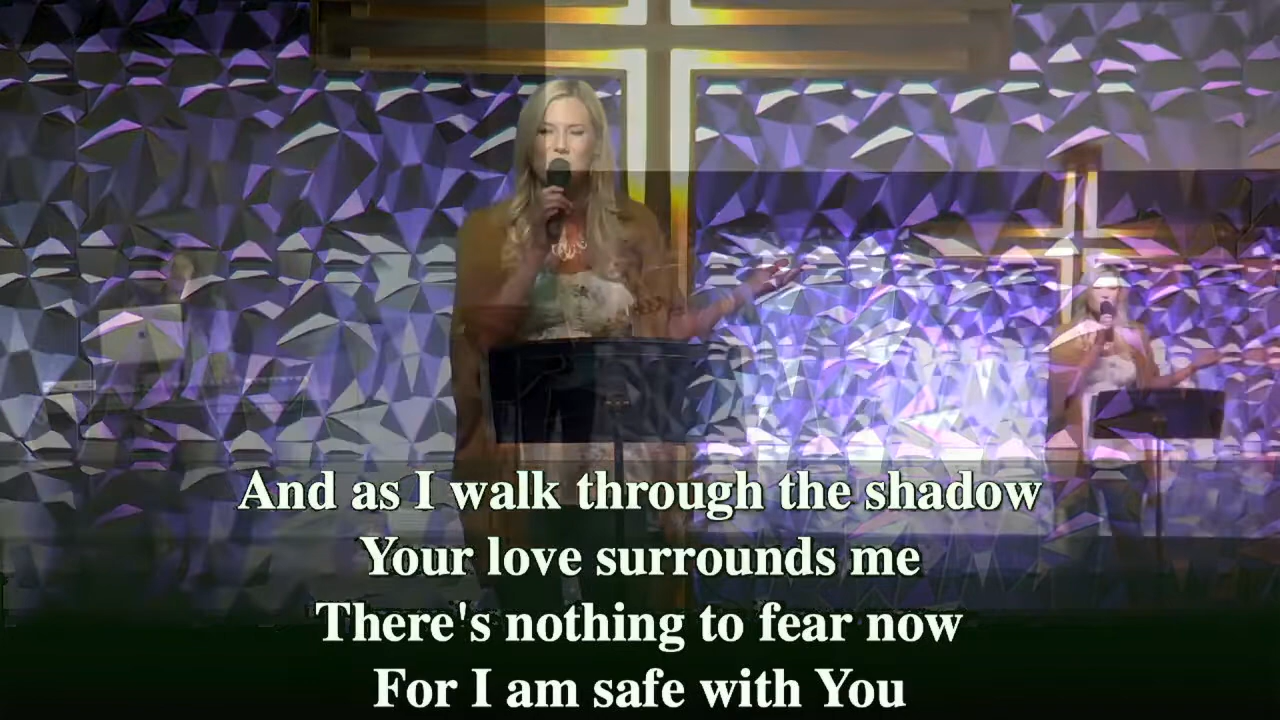 And as I walk through the shadow
Your love surrounds me
There's nothing to fear now
For I am safe with You